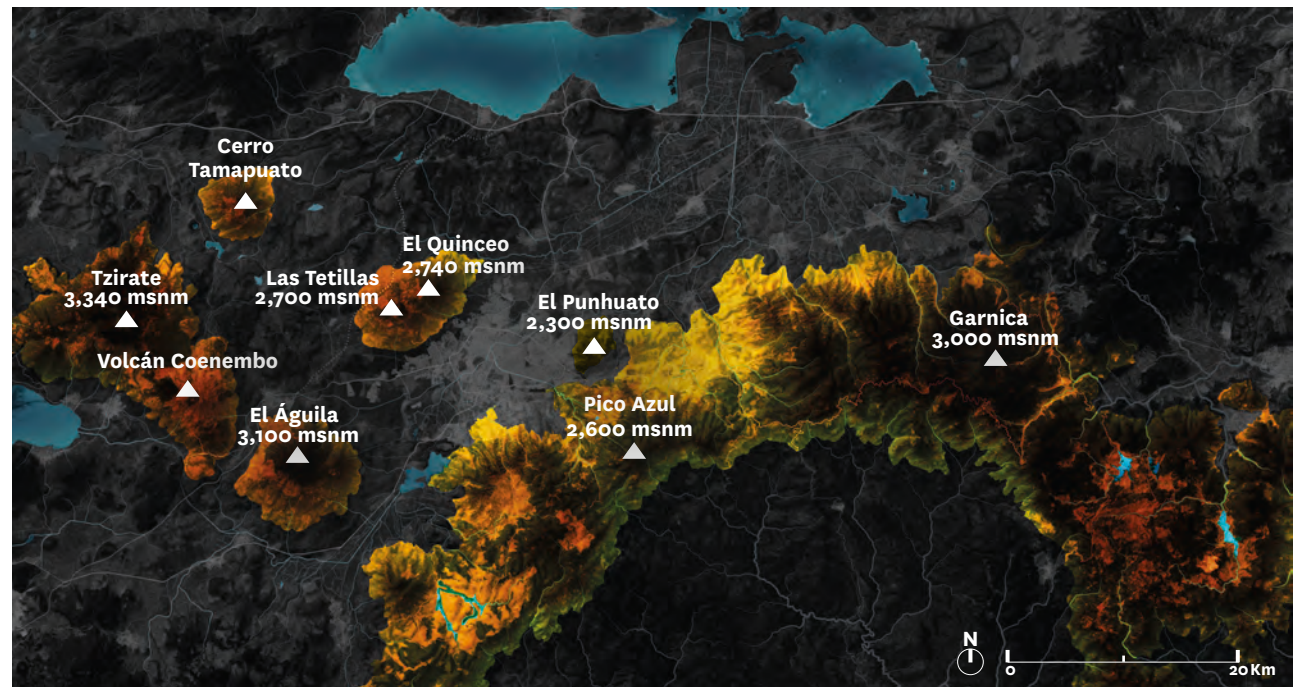 Cerro
Tamapuato
El Quinceo
2,740 msnm
Tzirate
3,340 msnm
Las Tetillas
2,700 msnm
El Punhuato
2,300 msnm
Garnica
3,000 msnm
Volcán Coenembo
El Águila
3,100 msnm
Pico Azul
2,600 msnm
N
0
20 Km